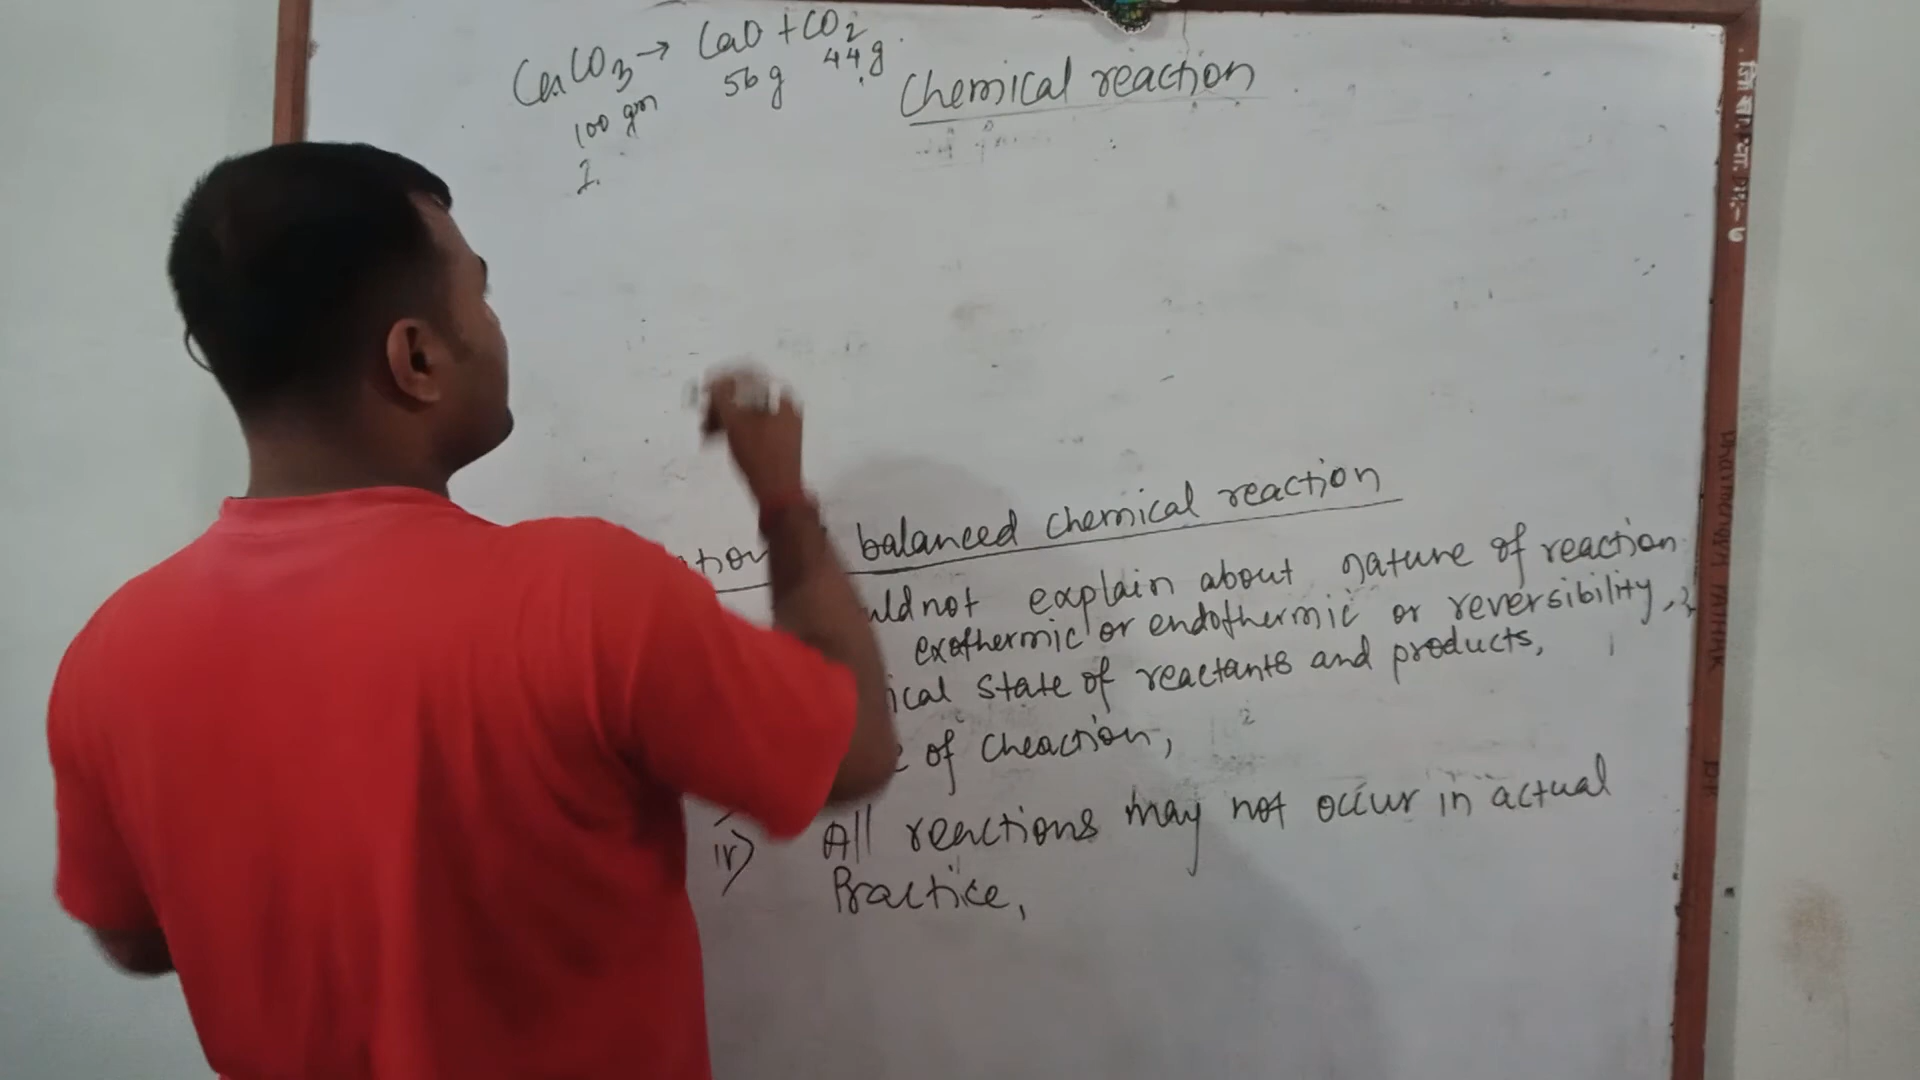 CaCO3 → CaO + CO2
100 gm 56g 44g
1.
Chemical reaction
balanced chemical reaction
not explain about nature of reaction
exothermic or endothermic or reversibility,
state of reactants and products,
of Cheaction,
iv) All reactions may not occur in actual
Practice,